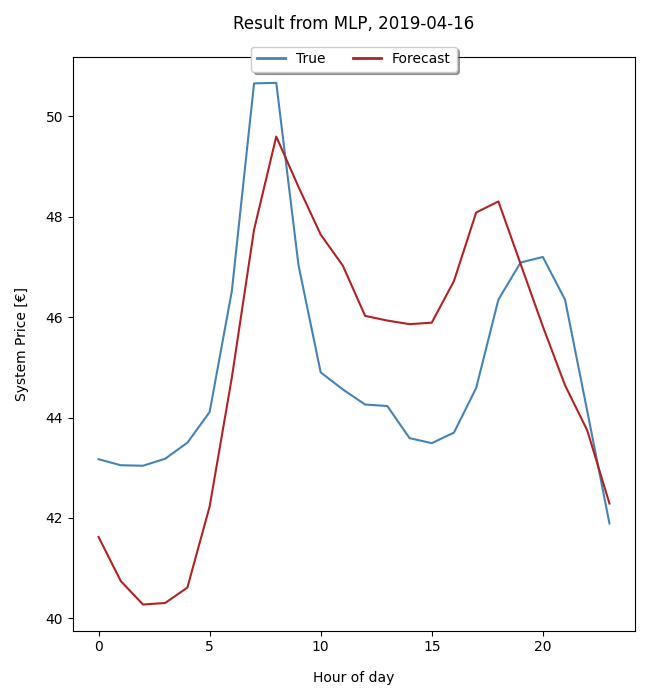 Result from MLP, 2019-04-16
True Forecast
50
48
46
44
42
40
System Price [€]
0 5 10 15 20
Hour of day